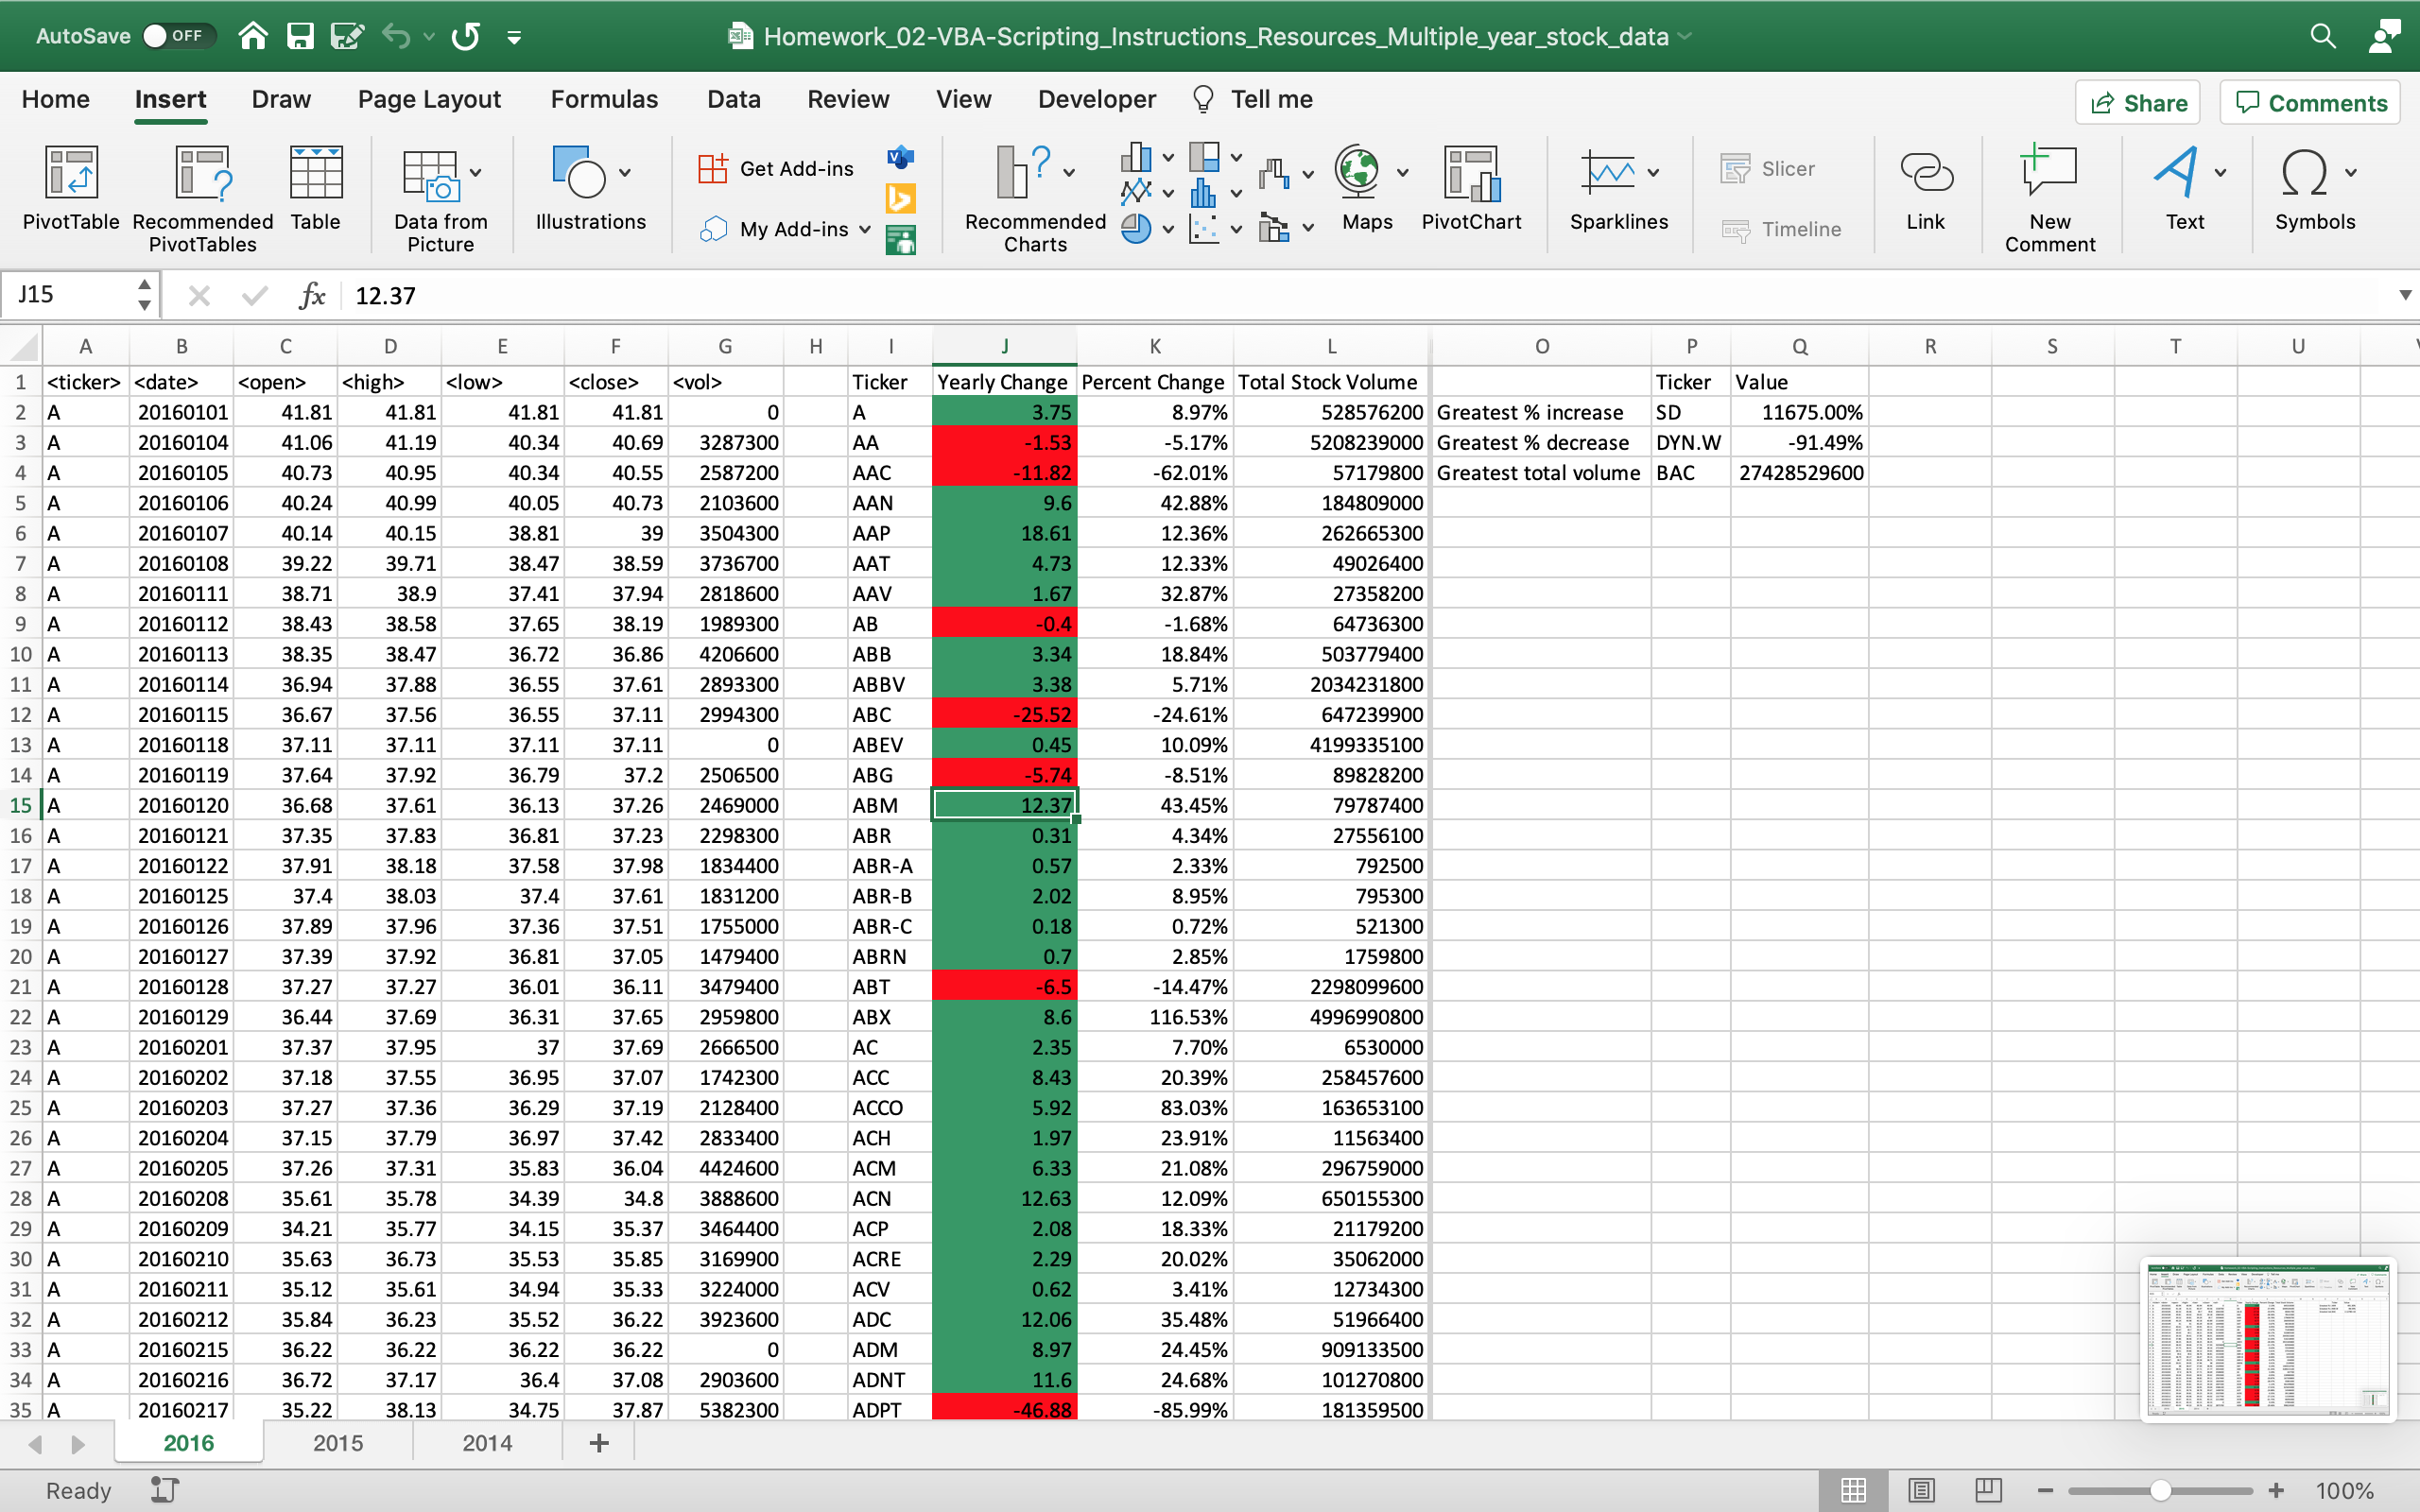 AutoSave OFF Homework_02-VBA-Scripting_Instructions_Resources_Multiple_year_stock_data
Home Insert Draw Page Layout Formulas Data Review View Developer Tell me Share Comments
PivotTable Recommended PivotTables Table Data from Picture Illustrations Get Add-ins My Add-ins Recommended Charts Maps PivotChart Sparklines Slicer Timeline Link New Comment Text Symbols
J15 fx 12.37
A B C D E F G H I J K L O P Q R S T U
1 <ticker> <date> <open> <high> <low> <close> <vol> Ticker Yearly Change Percent Change Total Stock Volume Ticker Value
2 A 20160101 41.81 41.81 41.81 41.81 0 A 3.75 8.97% 528576200 Greatest % increase SD 11675.00%
3 A 20160104 41.06 41.19 40.34 40.69 3287300 AA -1.53 -5.17% 5208239000 Greatest % decrease DYN.W -91.49%
4 A 20160105 40.73 40.95 40.34 40.55 2587200 AAC -11.82 -62.01% 57179800 Greatest total volume BAC 27428529600
5 A 20160106 40.24 40.99 40.05 40.73 2103600 AAN 9.6 42.88% 184809000
6 A 20160107 40.14 40.15 38.81 39 3504300 AAP 18.61 12.36% 262665300
7 A 20160108 39.22 39.71 38.47 38.59 3736700 AAT 4.73 12.33% 49026400
8 A 20160111 38.71 38.9 37.41 37.94 2818600 AAV 1.67 32.87% 27358200
9 A 20160112 38.43 38.58 37.65 38.19 1989300 AB -0.4 -1.68% 64736300
10 A 20160113 38.35 38.47 36.72 36.86 4206600 ABB 3.34 18.84% 503779400
11 A 20160114 36.94 37.88 36.55 37.61 2893300 ABBV 3.38 5.71% 2034231800
12 A 20160115 36.67 37.56 36.55 37.11 2994300 ABC -25.52 -24.61% 647239900
13 A 20160118 37.11 37.11 37.11 37.11 0 ABEV 0.45 10.09% 4199335100
14 A 20160119 37.64 37.92 36.79 37.2 2506500 ABG -5.74 -8.51% 89828200
15 A 20160120 36.68 37.61 36.13 37.26 2469000 ABM 12.37 43.45% 79787400
16 A 20160121 37.35 37.83 36.81 37.23 2298300 ABR 0.31 4.34% 27556100
17 A 20160122 37.91 38.18 37.58 37.98 1834400 ABR-A 0.57 2.33% 792500
18 A 20160125 37.4 38.03 37.4 37.61 1831200 ABR-B 2.02 8.95% 795300
19 A 20160126 37.89 37.96 37.36 37.51 1755000 ABR-C 0.18 0.72% 521300
20 A 20160127 37.39 37.92 36.81 37.05 1479400 ABRN 0.7 2.85% 1759800
21 A 20160128 37.27 37.27 36.01 36.11 3479400 ABT -6.5 -14.47% 2298099600
22 A 20160129 36.44 37.69 36.31 37.65 2959800 ABX 8.6 116.53% 4996990800
23 A 20160201 37.37 37.95 37 37.69 2666500 AC 2.35 7.70% 6530000
24 A 20160202 37.18 37.55 36.95 37.07 1742300 ACC 8.43 20.39% 258457600
25 A 20160203 37.27 37.36 36.29 37.19 2128400 ACCO 5.92 83.03% 163653100
26 A 20160204 37.15 37.79 36.97 37.42 2833400 ACH 1.97 23.91% 11563400
27 A 20160205 37.26 37.31 35.83 36.04 4424600 ACM 6.33 21.08% 296759000
28 A 20160208 35.61 35.78 34.39 34.8 3888600 ACN 12.63 12.09% 650155300
29 A 20160209 34.21 35.77 34.15 35.37 3464400 ACP 2.08 18.33% 21179200
30 A 20160210 35.63 36.73 35.53 35.85 3169900 ACRE 2.29 20.02% 35062000
31 A 20160211 35.12 35.61 34.94 35.33 3224000 ACV 0.62 3.41% 12734300
32 A 20160212 35.84 36.23 35.52 36.22 3923600 ADC 12.06 35.48% 51966400
33 A 20160215 36.22 36.22 36.22 36.22 0 ADM 8.97 24.45% 909133500
34 A 20160216 36.72 37.17 36.4 37.08 2903600 ADNT 11.6 24.68% 101270800
35 A 20160217 35.22 38.13 34.75 37.87 5382300 ADPT -46.88 -85.99% 181359500
2016 2015 2014
Ready 100%